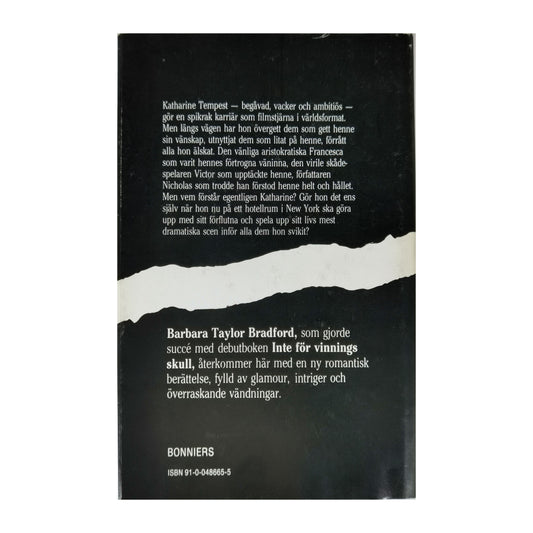 Katharine Tempest — begåvad, vacker och ambitiös —
gör en spikrak karriär som filmstjärna i världsformat.
Men längs vägen har hon övergett dem som gett henne
sin vänskap, utnyttjat dem som litat på henne, förrått
alla hon älskat. Den vänliga aristokratiska Francesca
som varit hennes förtrogna väninna, den virile skåde-
spelaren Victor som upptäckte henne, författaren
Nicholas som trodde han förstod henne helt och hållet.
Men vem förstår egentligen Katharine? Gör hon det ens
själv när hon nu på ett hotellrum i New York ska göra
upp med sitt förflutna och spela upp sitt livs mest
dramatiska scen inför alla dem hon svikit?
Barbara Taylor Bradford, som gjorde
succé med debutboken Inte för vinnings
skull, återkommer här med en ny romantisk
berättelse, fylld av glamour, intriger och
överraskande vändningar.
BONNIERS
ISBN 91-0-048665-5